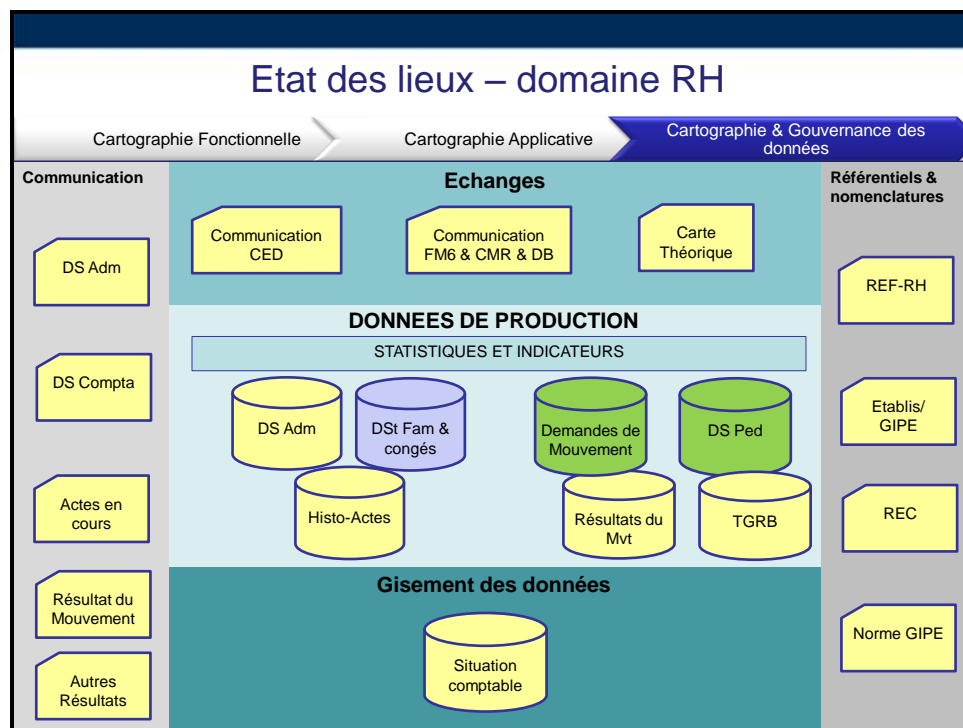 Etat des lieux – domaine RH
Cartographie Fonctionnelle
Cartographie Applicative
Cartographie & Gouvernance des
données
Communication
DS Adm
DS Compta
Actes en
cours
Résultat du
Mouvement
Autres
Résultats
Echanges
Communication
CED
Communication
FM6 & CMR & DB
Carte
Théorique
DONNEES DE PRODUCTION
STATISTIQUES ET INDICATEURS
DS Adm
DSt Fam &
congés
Demandes de
Mouvement
DS Ped
Histo-Actes
Résultats du
Mvt
TGRB
Gisement des données
Situation
comptable
Référentiels &
nomenclatures
REF-RH
Etablis/
GIPE
REC
Norme GIPE